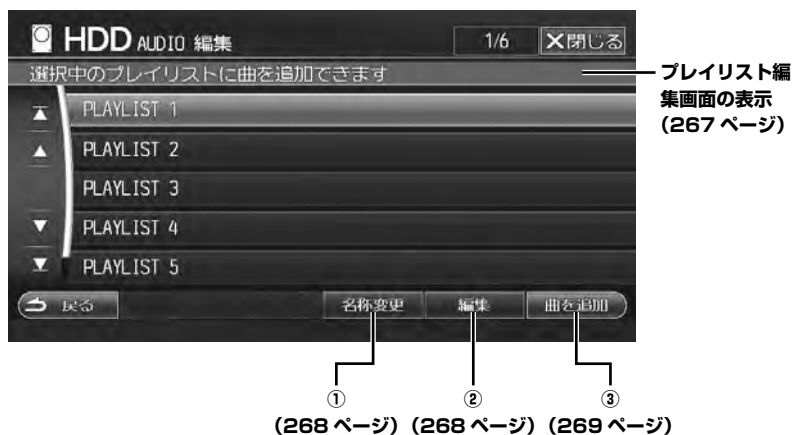 HDD AUDIO 編集 1/6 ×閉じる
選択中のプレイリストに曲を追加できます
プレイリスト編
集画面の表示
（267 ページ）
PLAYLIST 1
PLAYLIST 2
PLAYLIST 3
PLAYLIST 4
PLAYLIST 5
戻る 名称変更 編集 曲を追加
① ② ③
（268 ページ）（268 ページ）（269 ページ）